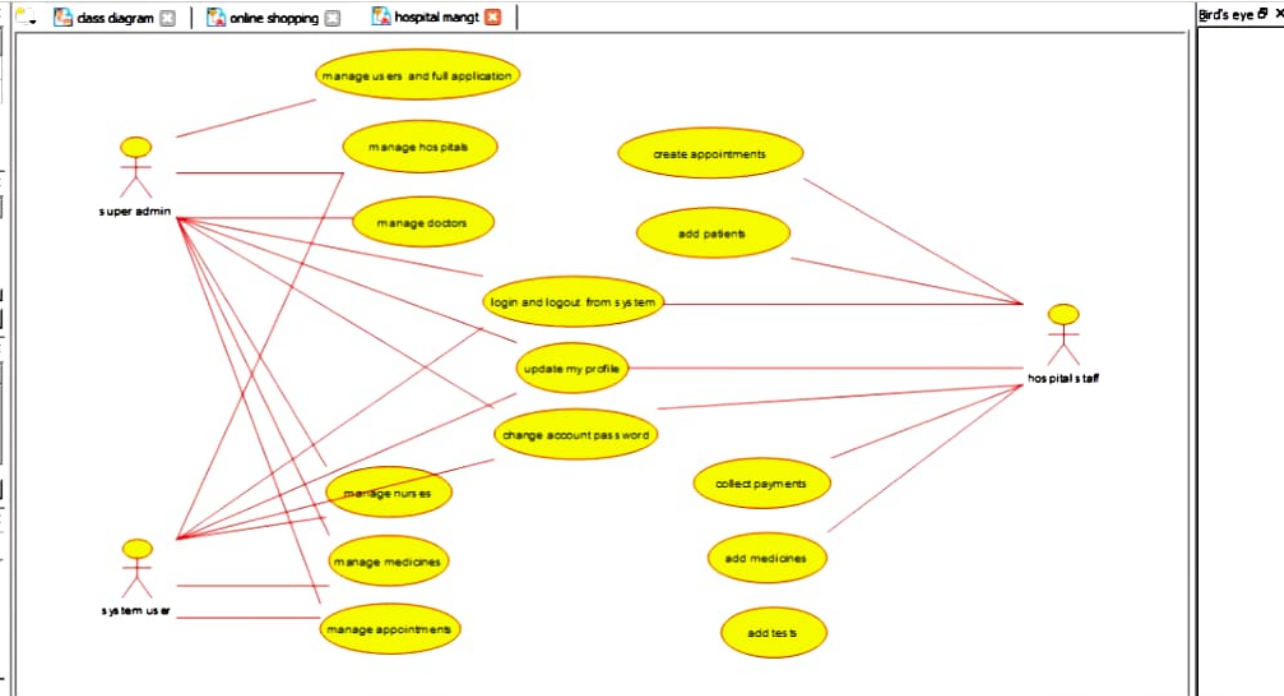 class diagram
online shopping
hospital mangt
Bird's eye
manage users and full application
manage hospitals
create appointments
super admin
manage doctors
add patients
login and logout from system
update my profile
hospital staff
change account password
manage nurses
collect payments
manage medicines
add medicines
system user
manage appointments
add tests